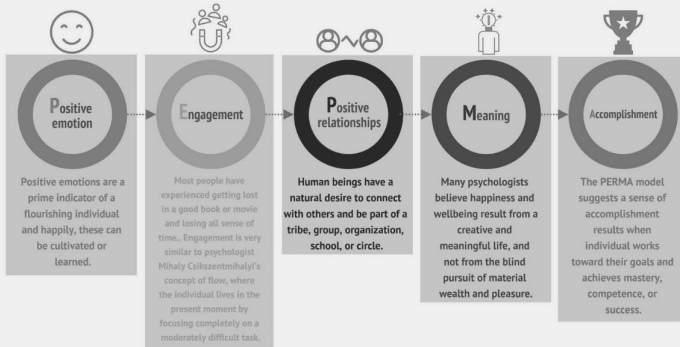 Positive
emotion
Positive emotions are a
prime indicator of a
flourishing individual
and happily, these can
be cultivated or
learned.
Engagement
Most people have
experienced getting lost
in a good book or movie
and losing all sense of
time.. Engagement is very
similar to psychologist
Mihaly Csikszentmihalyi's
concept of flow, where
the individual lives in the
present moment by
focusing completely on a
moderately difficult task.
Positive
relationships
Human beings have a
natural desire to connect
with others and be part of a
tribe, group, organization,
school, or circle.
Meaning
Many psychologists
believe happiness and
wellbeing result from a
creative and
meaningful life, and
not from the blind
pursuit of material
wealth and pleasure.
Accomplishment
The PERMA model
suggests a sense of
accomplishment
results when
individual works
toward their goals and
achieves mastery,
competence, or
success.